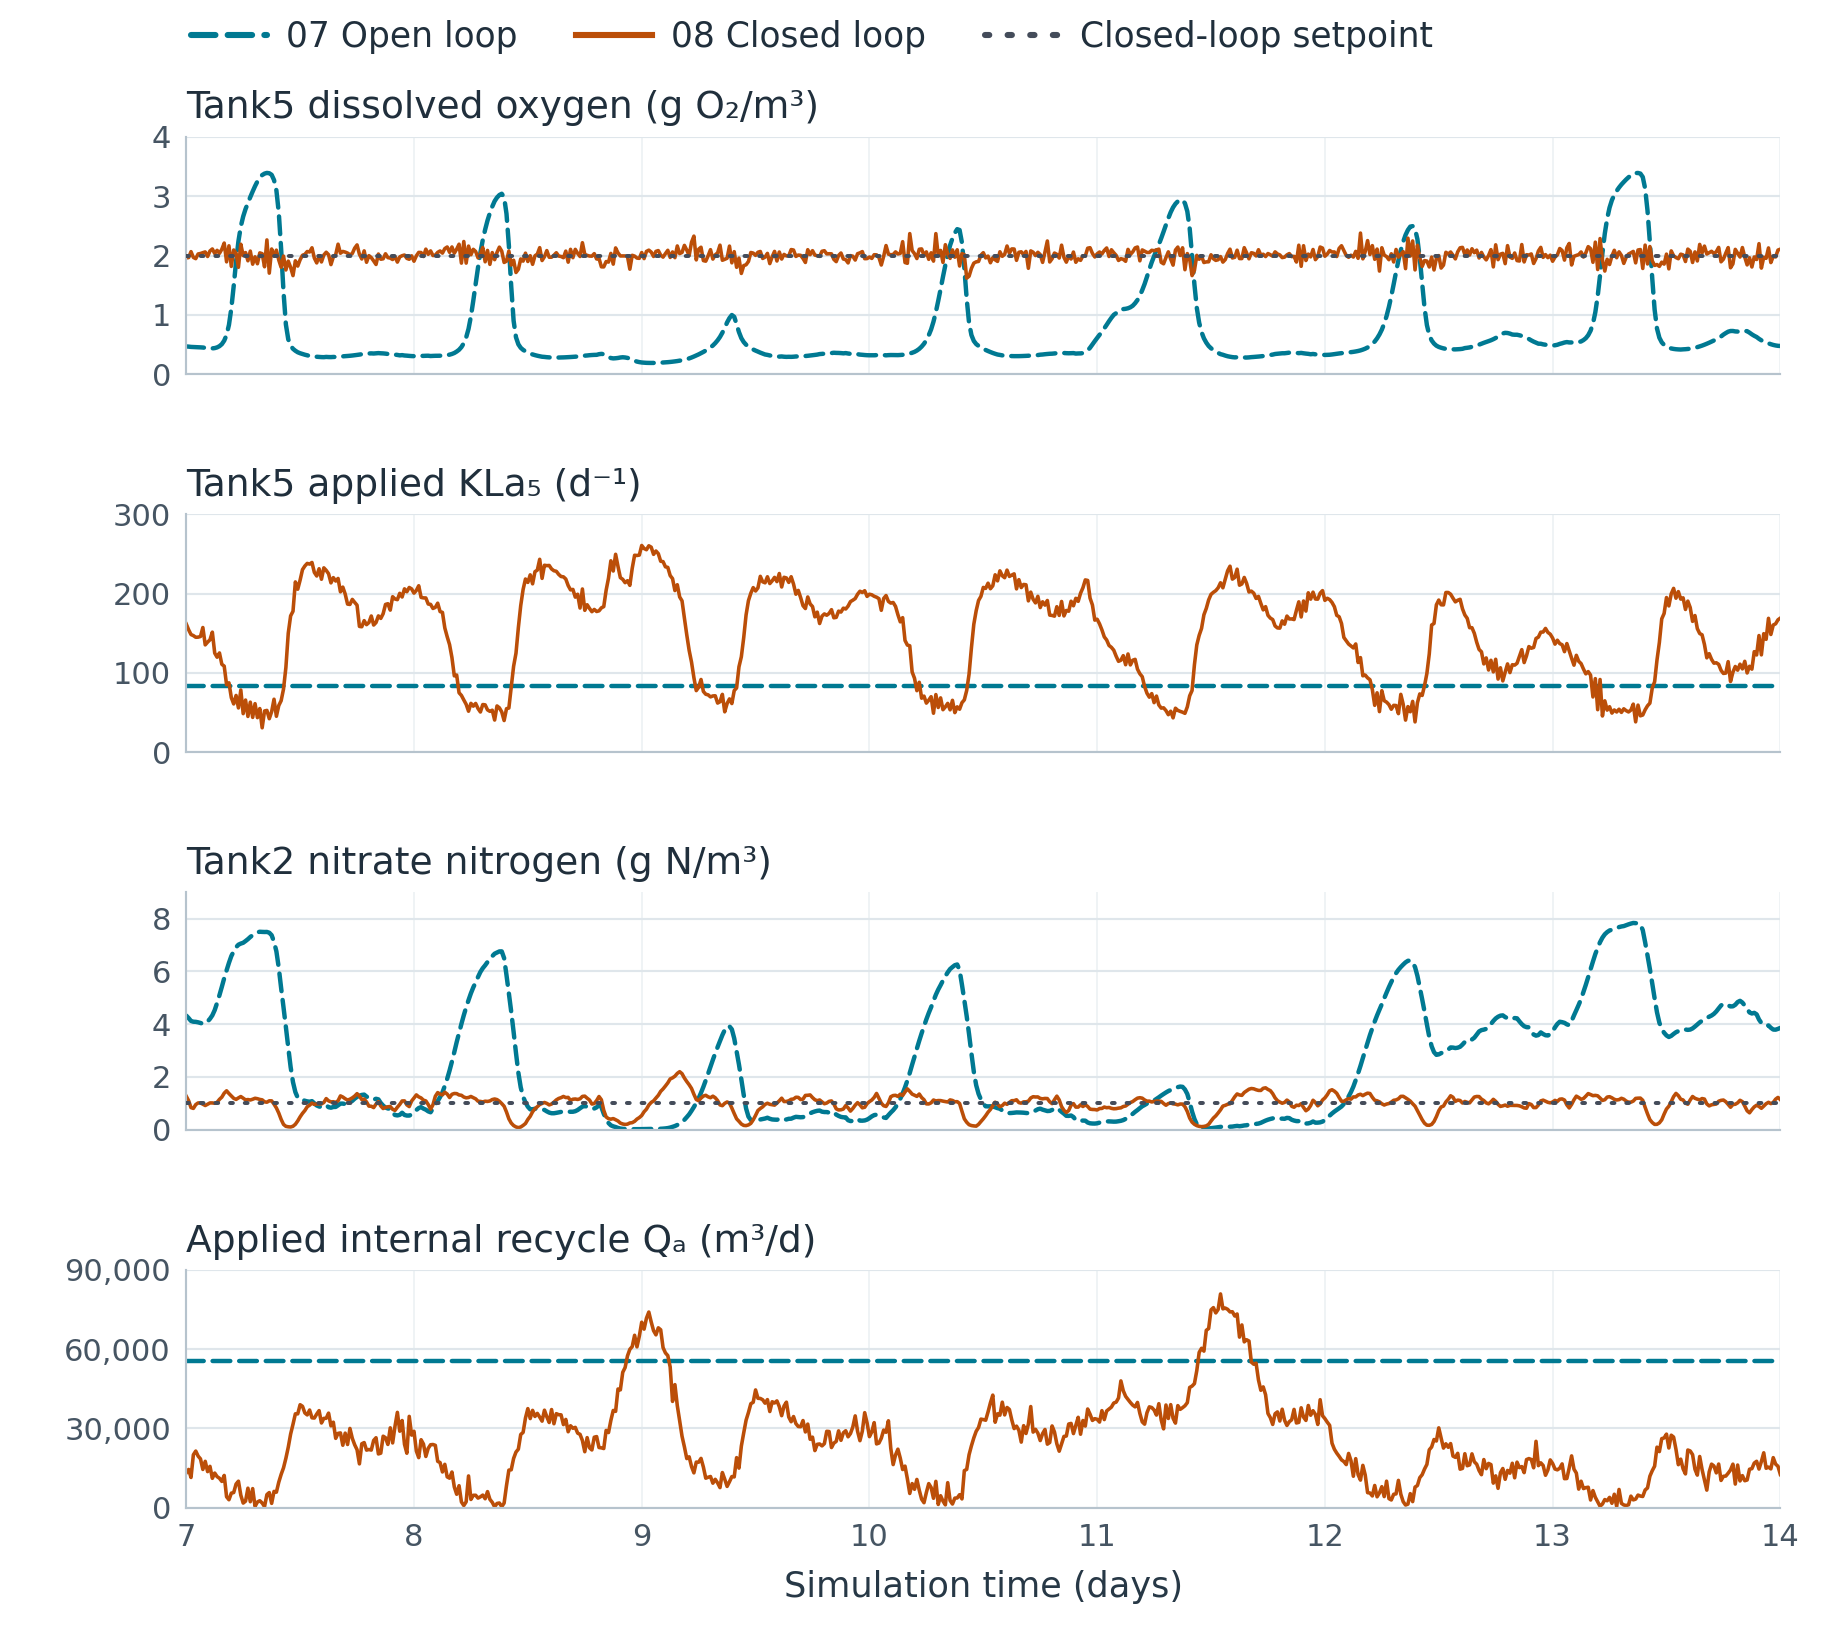 07 Open loop 08 Closed loop Closed-loop setpoint
Tank5 dissolved oxygen (g O₂/m³)
4
3
2
1
0
Tank5 applied KLa₅ (d⁻¹)
300
200
100
0
Tank2 nitrate nitrogen (g N/m³)
8
6
4
2
0
Applied internal recycle Qₐ (m³/d)
90,000
60,000
30,000
0
7 8 9 10 11 12 13 14
Simulation time (days)